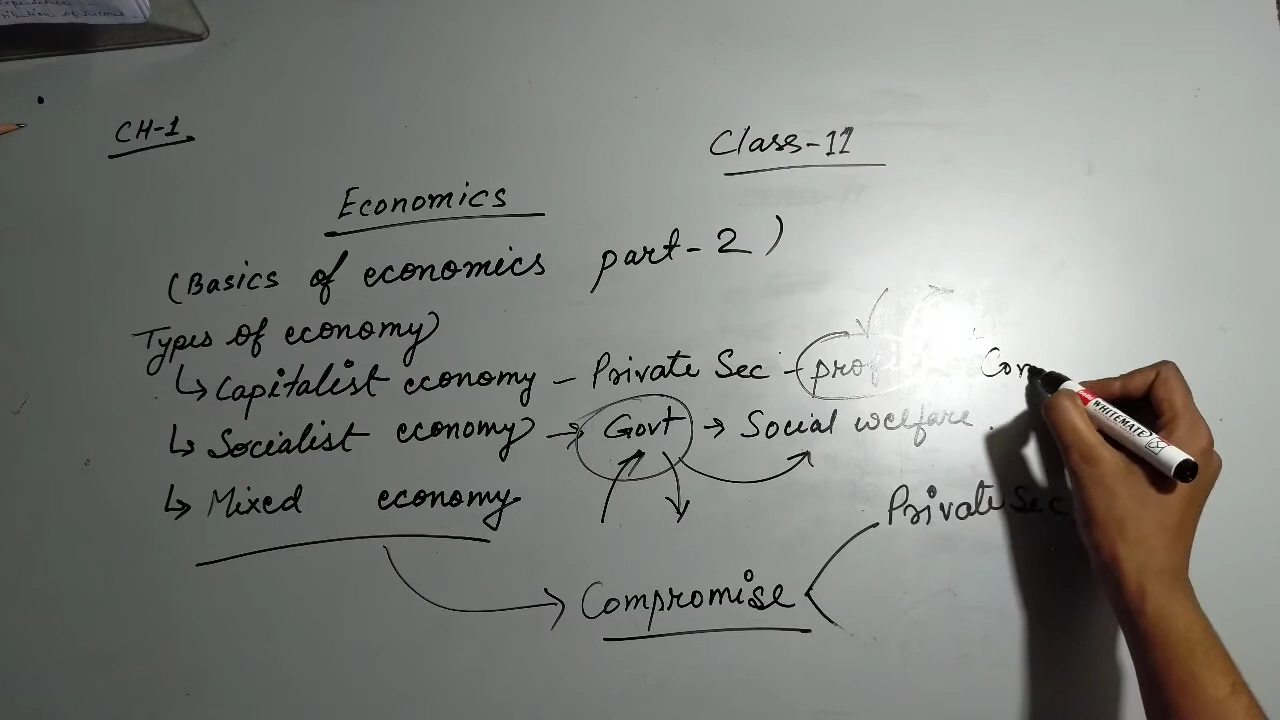 CH-1
Class-11
Economics
(Basics of economics part-2)
Types of economy
↳ Capitalist economy - Private Sec - prof
↳ Socialist economy → Govt → Social welfare.
↳ Mixed economy
Private Sec
Compromise
WHITEMATE